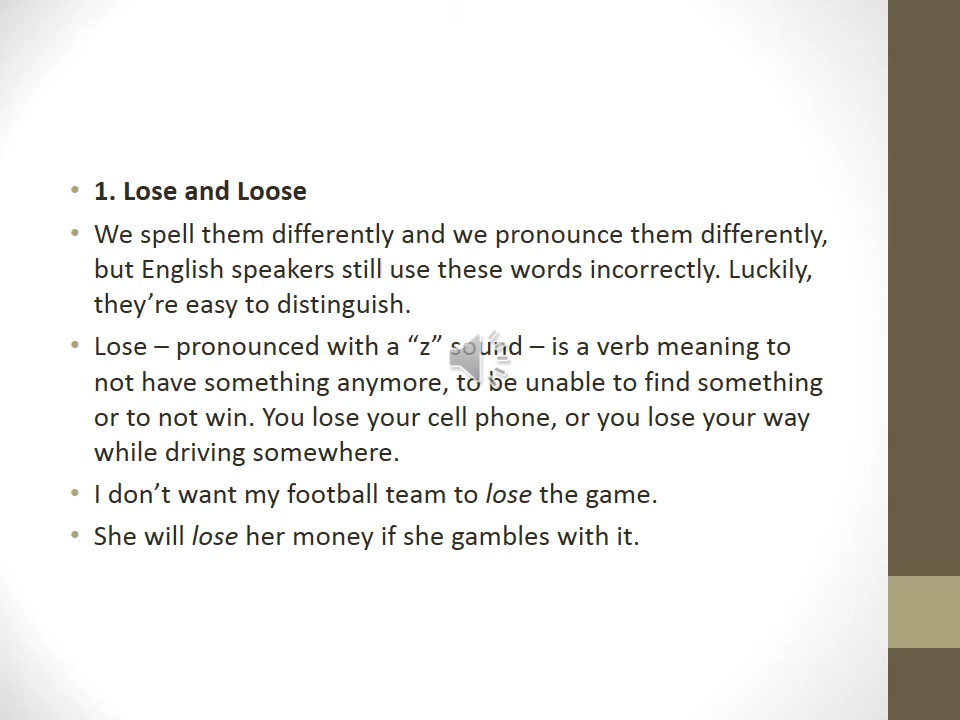 • 1. Lose and Loose
• We spell them differently and we pronounce them differently,
but English speakers still use these words incorrectly. Luckily,
they’re easy to distinguish.
• Lose – pronounced with a “z” sound – is a verb meaning to
not have something anymore, to be unable to find something
or to not win. You lose your cell phone, or you lose your way
while driving somewhere.
• I don’t want my football team to lose the game.
• She will lose her money if she gambles with it.